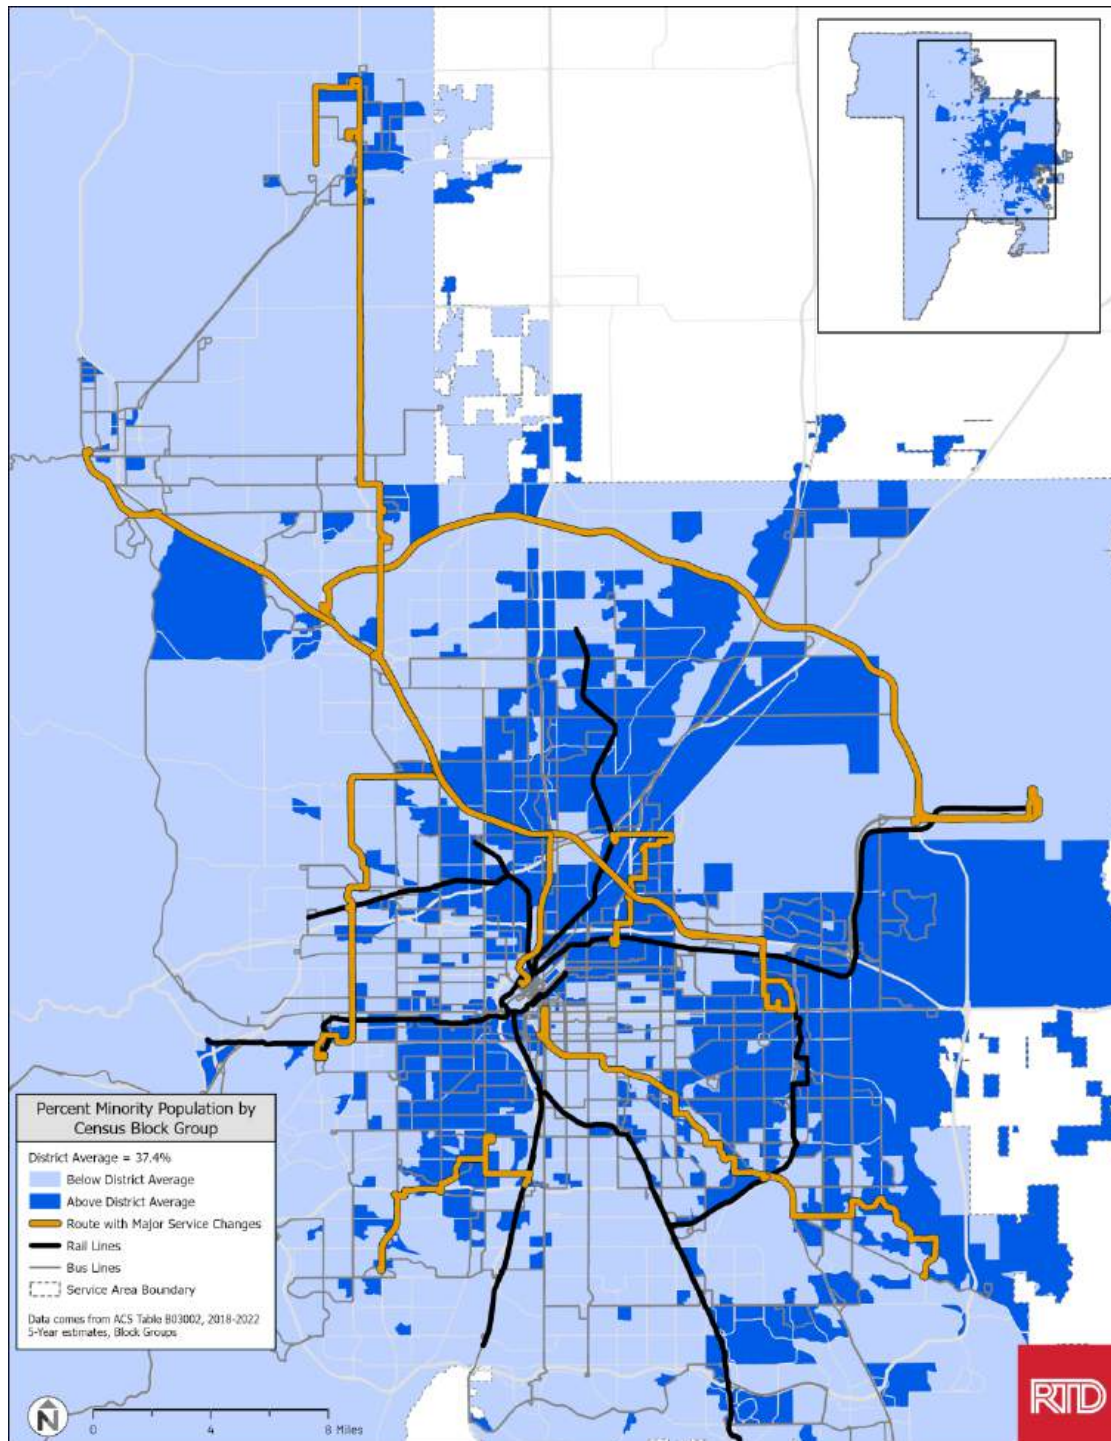 Percent Minority Population by
Census Block Group
District Average = 37.4%
Below District Average
Above District Average
Route with Major Service Changes
Rail Lines
Bus Lines
Service Area Boundary
Data comes from ACS Table B03002, 2018-2022
5-Year estimates, Block Groups
N
0 4 8 Miles
RTD